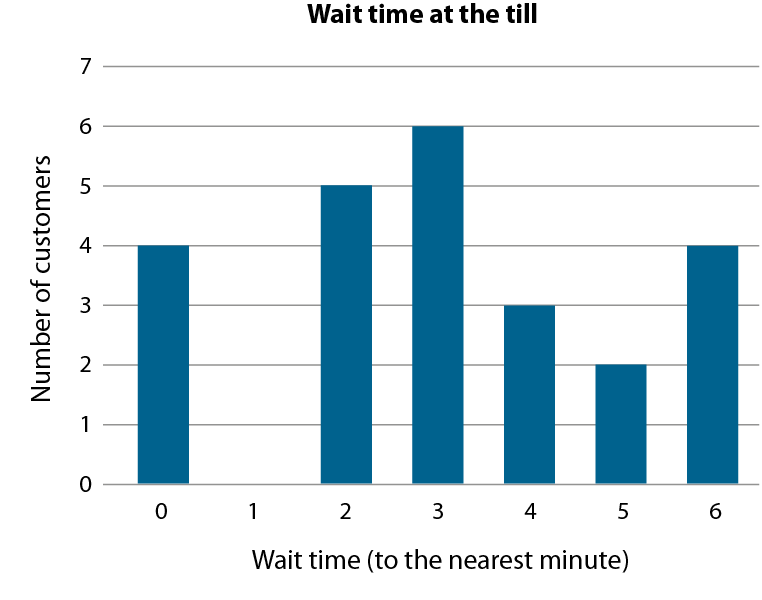 Wait time at the till
7
6
5
4
3
2
1
0
Number of customers
0 1 2 3 4 5 6
Wait time (to the nearest minute)